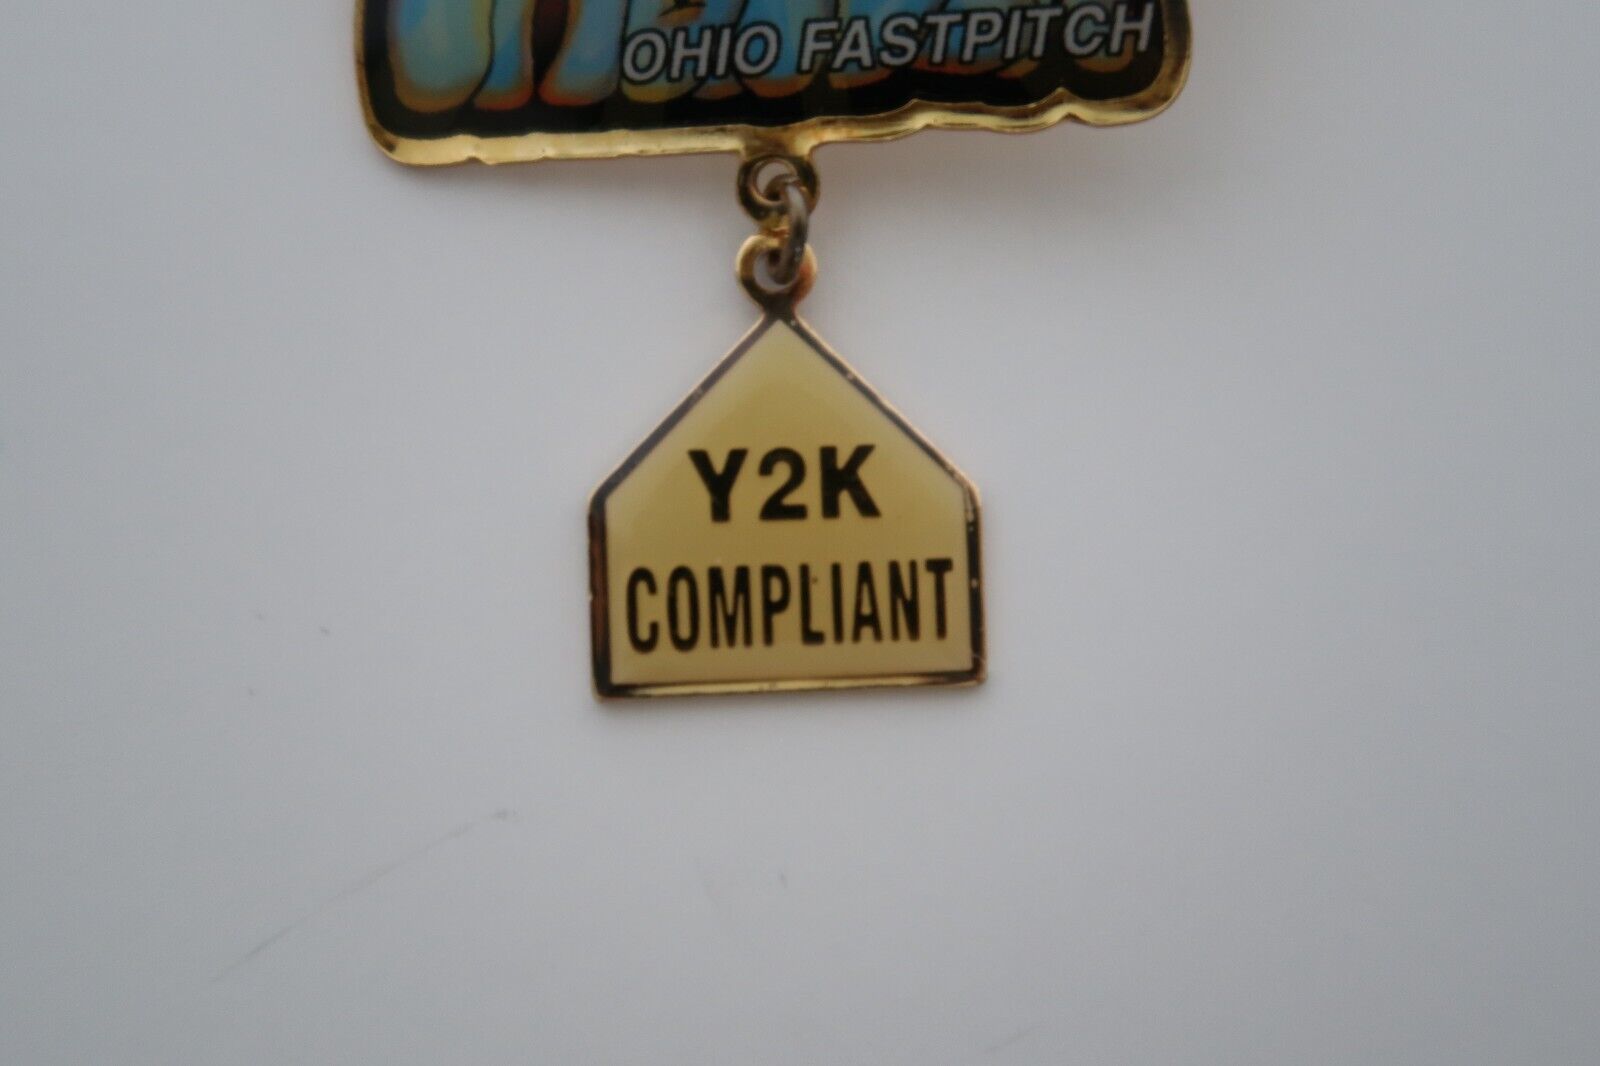 OHIO FASTPITCH
Y2K
COMPLIANT